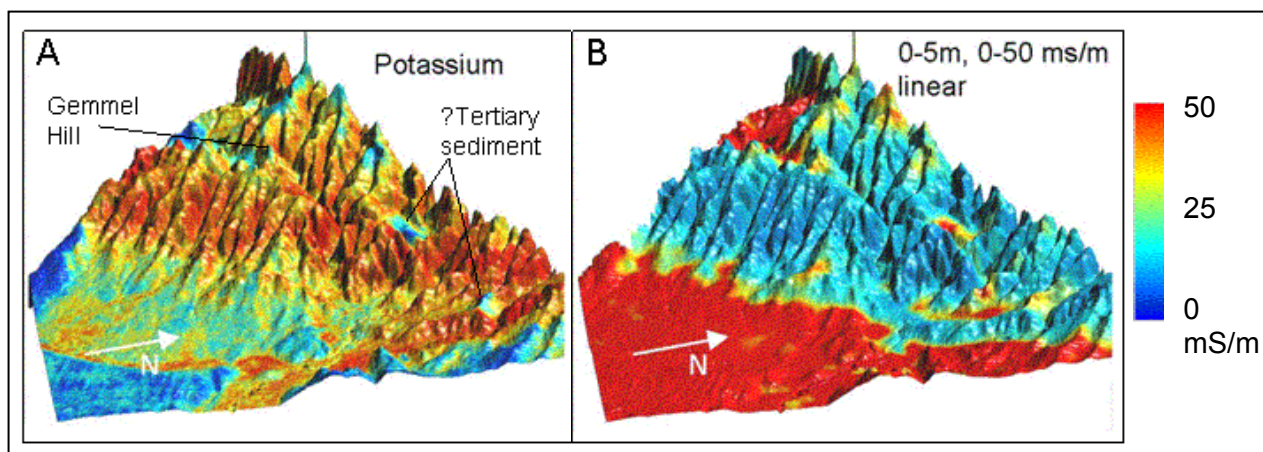 A
Potassium
Gemmel
Hill
?Tertiary
sediment
N
B
0-5m, 0-50 ms/m
linear
N
50
25
0
mS/m